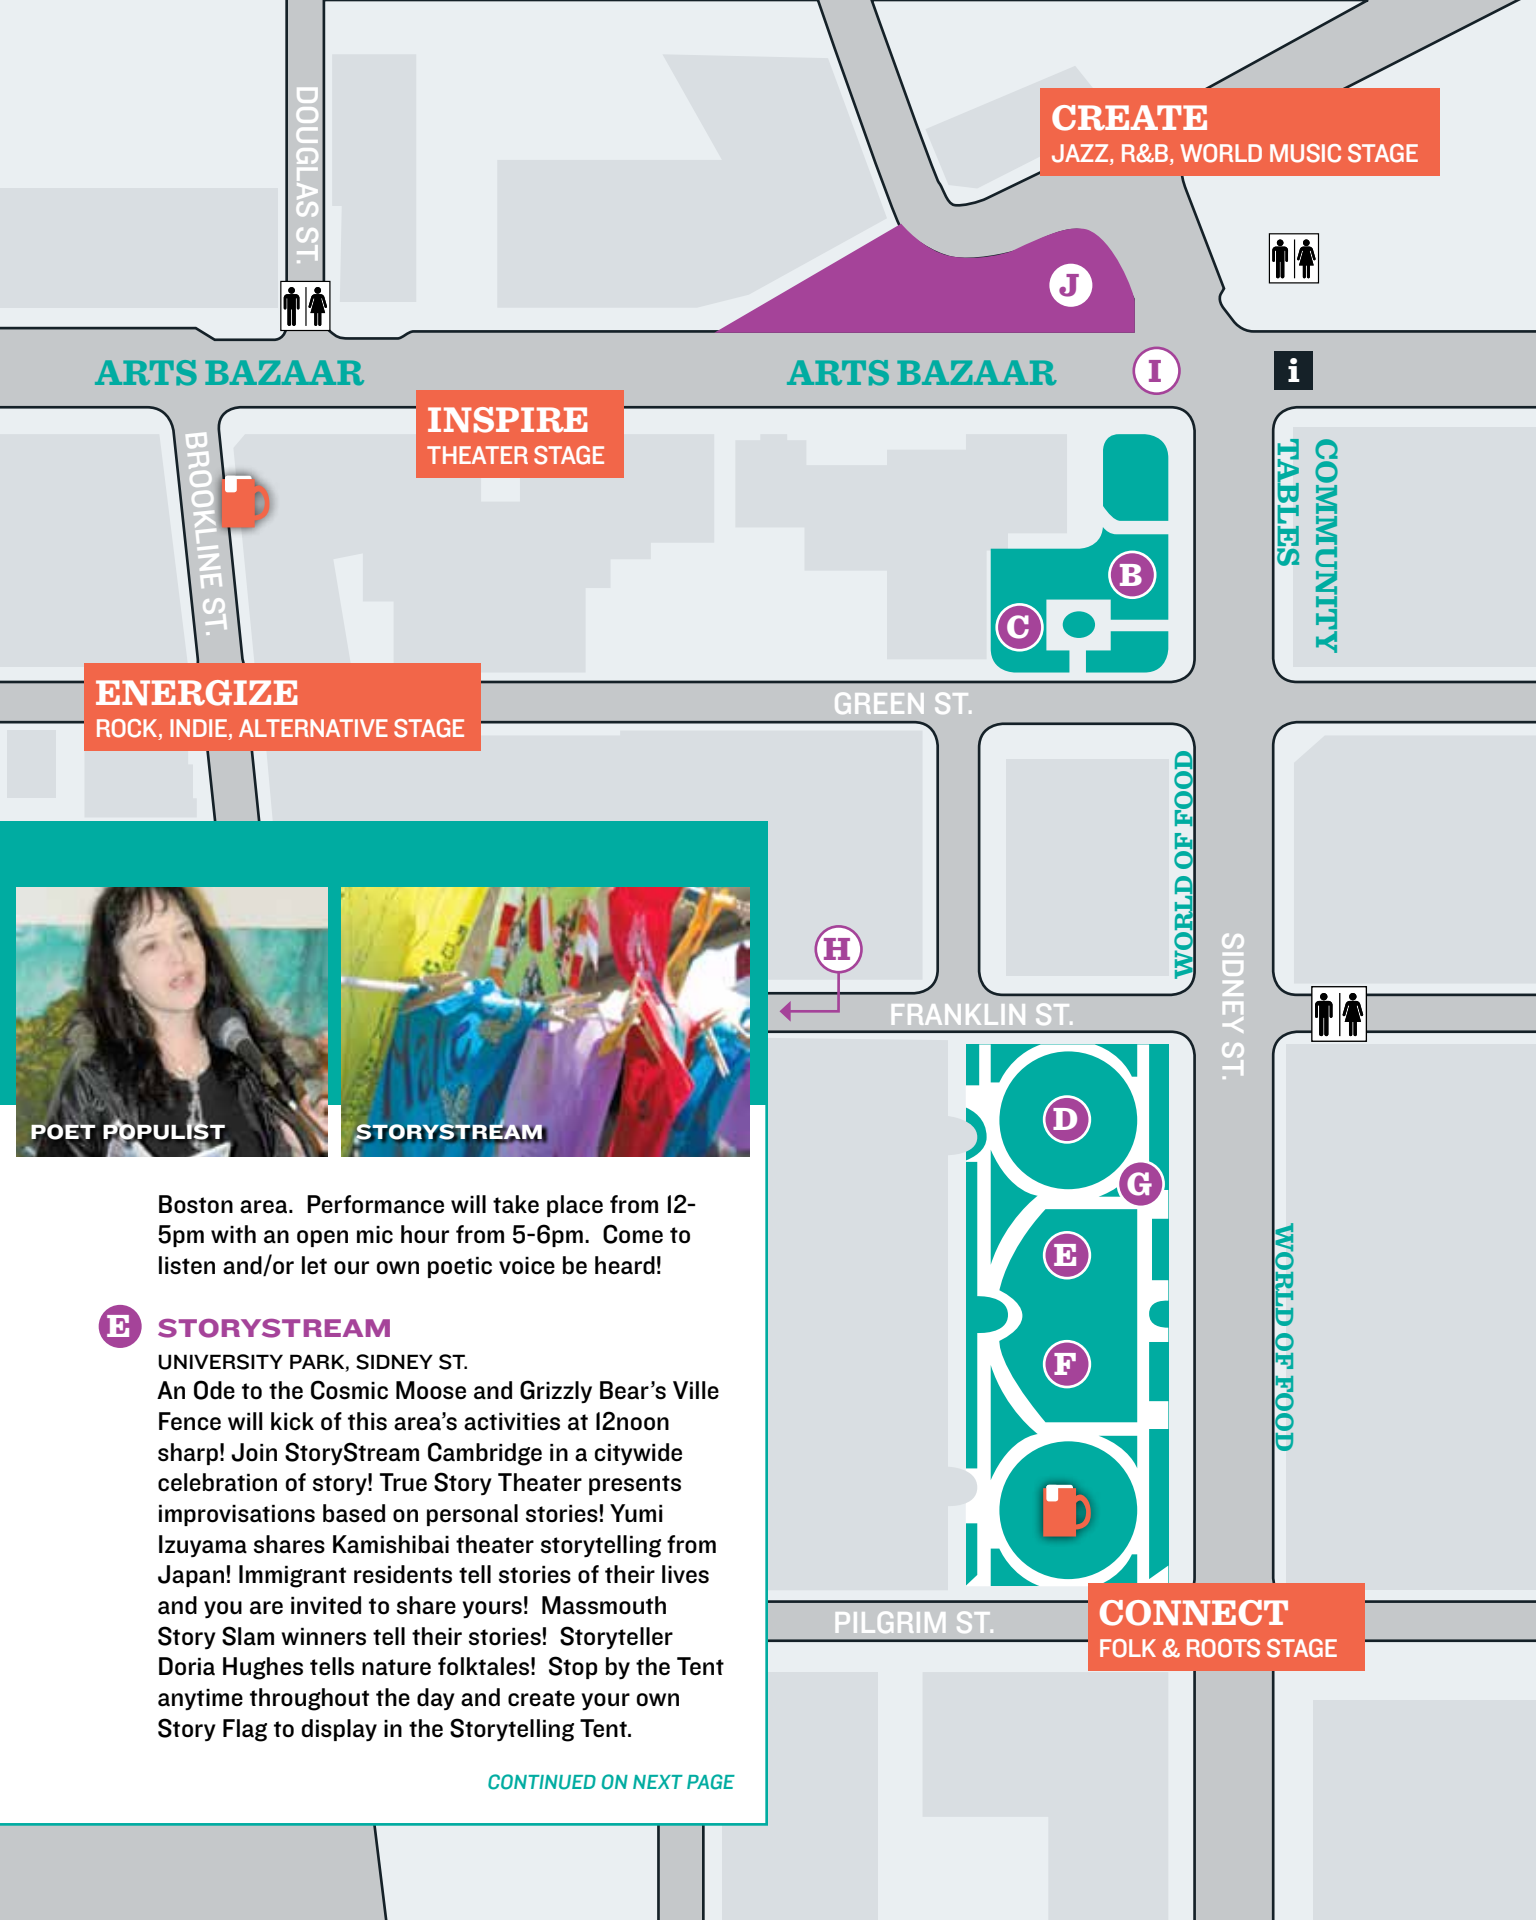 DOUGLAS ST.
CREATE
JAZZ, R&B, WORLD MUSIC STAGE
J
ARTS BAZAAR
ARTS BAZAAR
I
i
INSPIRE
THEATER STAGE
BROOKLINE ST.
COMMUNITY
TABLES
B
C
ENERGIZE
ROCK, INDIE, ALTERNATIVE STAGE
GREEN ST.
WORLD OF FOOD
SIDNEY ST.
H
FRANKLIN ST.
D
G
E
F
WORLD OF FOOD
PILGRIM ST.
CONNECT
FOLK & ROOTS STAGE
POET POPULIST
STORYSTREAM
Boston area.  Performance will take place from 12-
5pm with an open mic hour from 5-6pm.  Come to
listen and/or let our own poetic voice be heard!
E STORYSTREAM
UNIVERSITY PARK, SIDNEY ST.
An Ode to the Cosmic Moose and Grizzly Bear's Ville
Fence will kick of this area's activities at 12noon
sharp! Join StoryStream Cambridge in a citywide
celebration of story! True Story Theater presents
improvisations based on personal stories! Yumi
Izuyama shares Kamishibai theater storytelling from
Japan! Immigrant residents tell stories of their lives
and you are invited to share yours!  Massmouth
Story Slam winners tell their stories!  Storyteller
Doria Hughes tells nature folktales!  Stop by the Tent
anytime throughout the day and create your own
Story Flag to display in the Storytelling Tent.
CONTINUED ON NEXT PAGE